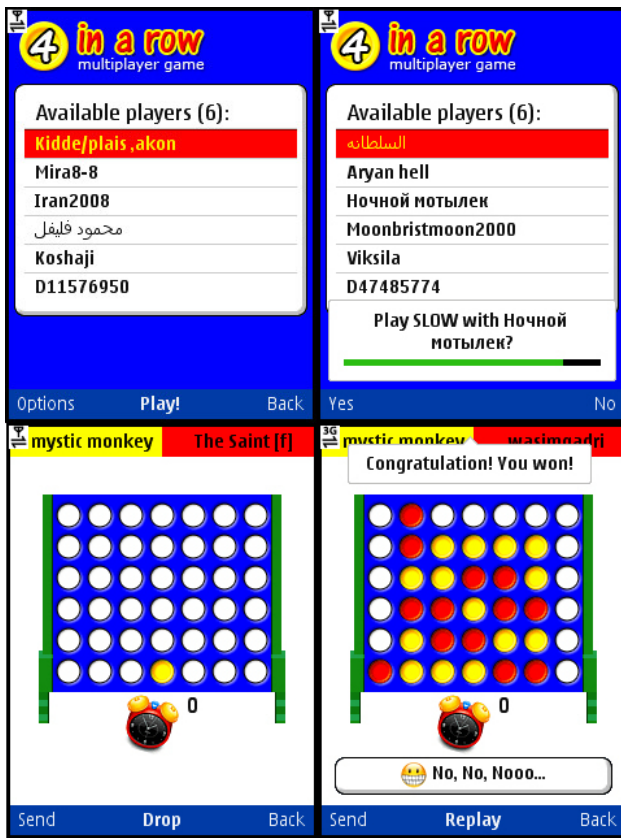 4 in a row
multiplayer game
Available players (6):
Kidde/plais ,akon
Mira8-8
Iran2008
محمود فليفل
Koshaji
D11576950
Options Play! Back
4 in a row
multiplayer game
Available players (6):
السلطانه
Aryan hell
Ночной мотылек
Moonbristmoon2000
Viksila
D47485774
Play SLOW with Ночной
мотылек?
Yes No
mystic monkey The Saint [f]
0
Send Drop Back
3G
mystic monkey wasimqadri
Congratulation! You won!
0
No, No, Nooo...
Send Replay Back